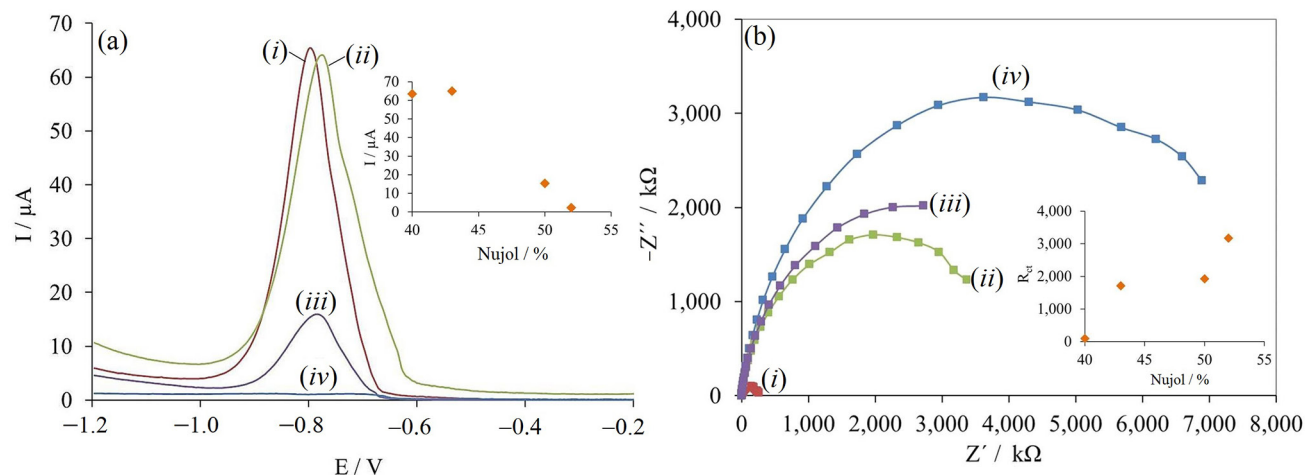 (a)
70
60
50
40
30
20
10
0
I / µA
−1.2
−1.0
−0.8
−0.6
−0.4
−0.2
E / V
(i)
(ii)
(iii)
(iv)
70
60
50
40
30
20
10
0
I / µA
40
45
50
55
Nujol / %
(b)
4,000
3,000
2,000
1,000
0
−Z´´ / kΩ
0
1,000
2,000
3,000
4,000
5,000
6,000
7,000
8,000
Z´ / kΩ
(iv)
(iii)
(ii)
(i)
4,000
3,000
2,000
1,000
0
Rct
40
45
50
55
Nujol / %